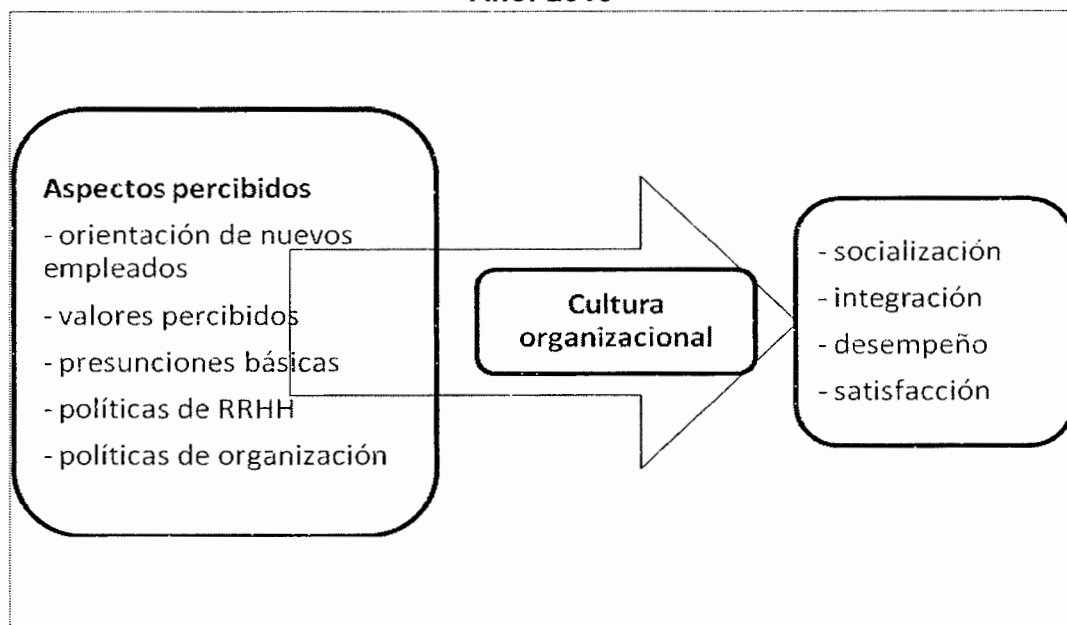 Aspectos percibidos
- orientación de nuevos
empleados
- valores percibidos
- presunciones básicas
- políticas de RRHH
- políticas de organización
Cultura
organizacional
- socialización
- integración
- desempeño
- satisfacción